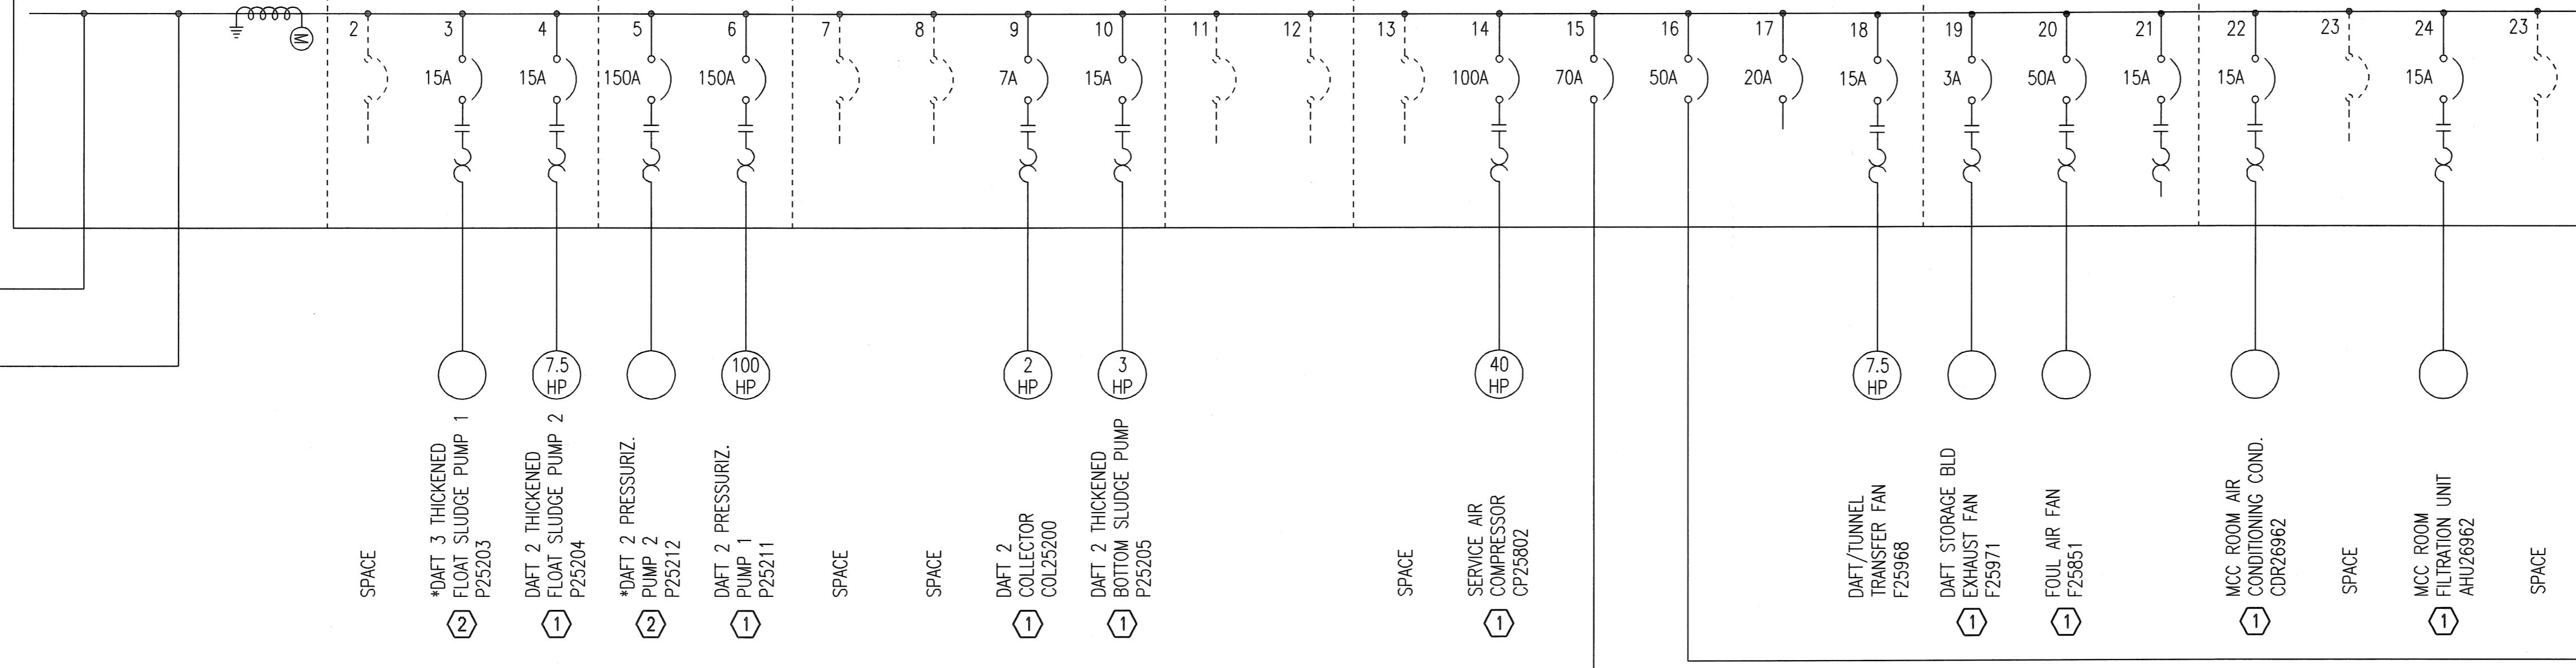 M
2
3
4
5
6
7
8
9
10
11
12
13
14
15
16
17
18
19
20
21
22
23
24
23
15A
15A
150A
150A
7A
15A
100A
70A
50A
20A
15A
3A
50A
15A
15A
15A
7.5
HP
100
HP
2
HP
3
HP
40
HP
7.5
HP
SPACE
*DAFT 3 THICKENED
FLOAT SLUDGE PUMP 1
P25203
2
DAFT 2 THICKENED
FLOAT SLUDGE PUMP 2
P25204
1
*DAFT 2 PRESSURIZ.
PUMP 2
P25212
2
DAFT 2 PRESSURIZ.
PUMP 1
P25211
1
SPACE
SPACE
DAFT 2
COLLECTOR
COL25200
1
DAFT 2 THICKENED
BOTTOM SLUDGE PUMP
P25205
1
SPACE
SERVICE AIR
COMPRESSOR
CP25802
1
DAFT/TUNNEL
TRANSFER FAN
F25968
DAFT STORAGE BLD
EXHAUST FAN
F25971
1
FOUL AIR FAN
F25851
1
MCC ROOM AIR
CONDITIONING COND.
CDR26962
1
SPACE
MCC ROOM
FILTRATION UNIT
AHU26962
1
SPACE